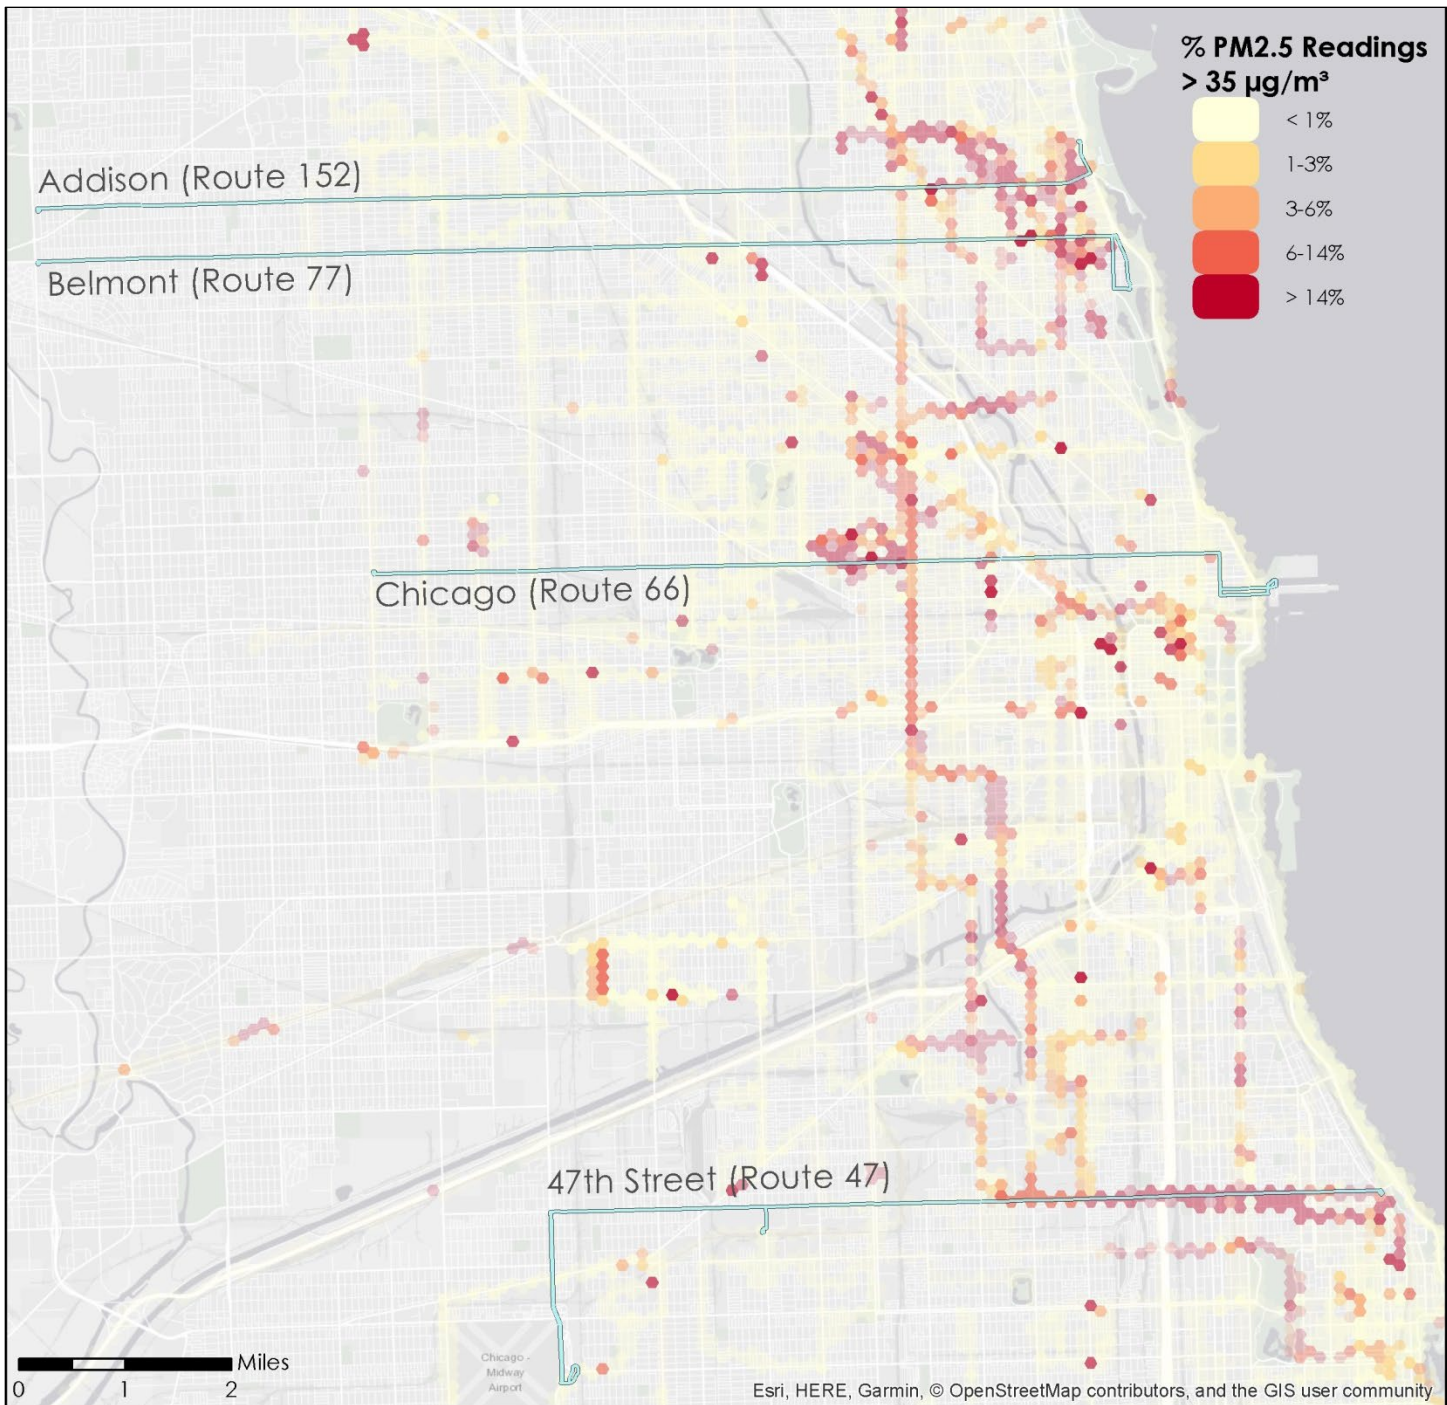 % PM2.5 Readings
> 35 µg/m³
< 1%
1-3%
3-6%
6-14%
> 14%
Addison (Route 152)
Belmont (Route 77)
Chicago (Route 66)
47th Street (Route 47)
Chicago -
Midway
Airport
Miles
0 1 2
Esri, HERE, Garmin, © OpenStreetMap contributors, and the GIS user community